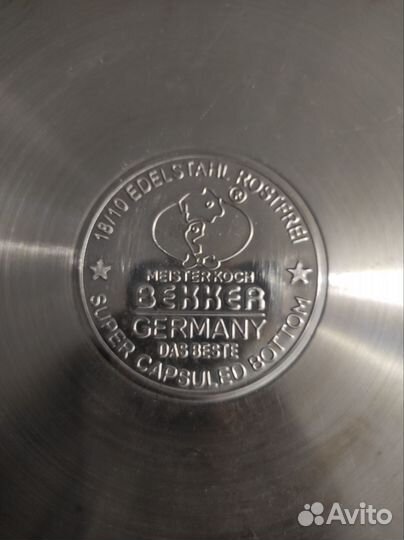 18/10 EDELSTAHL ROSTFREI
®
MEISTERKOCH
BEKKER
GERMANY
DAS BESTE
SUPER CAPSULED BOTTOM
Avito